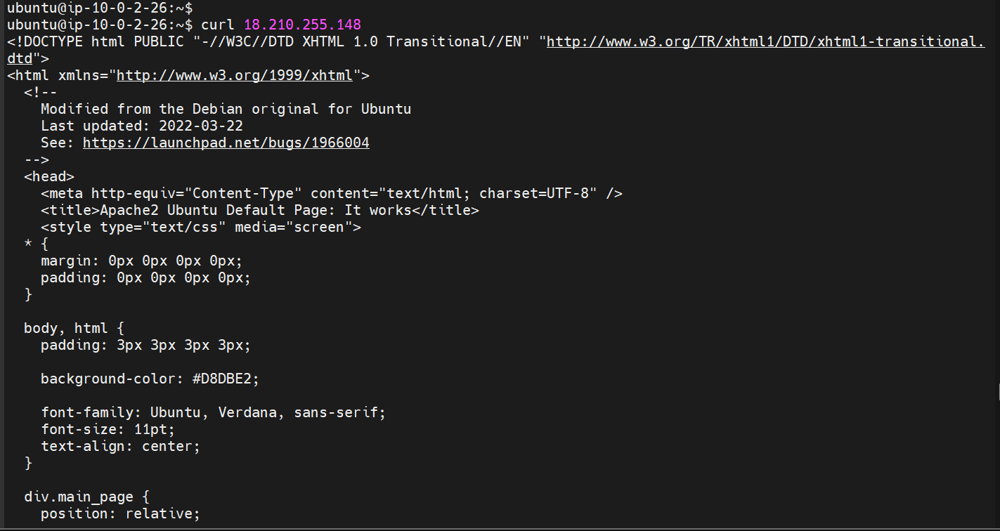 ubuntu@ip-10-0-2-26:~$
ubuntu@ip-10-0-2-26:~$ curl 18.210.255.148
<!DOCTYPE html PUBLIC "-//W3C//DTD XHTML 1.0 Transitional//EN" "http://www.w3.org/TR/xhtml1/DTD/xhtml1-transitional.
dtd">
<html xmlns="http://www.w3.org/1999/xhtml">
  <!--
    Modified from the Debian original for Ubuntu
    Last updated: 2022-03-22
    See: https://launchpad.net/bugs/1966004
  -->
  <head>
    <meta http-equiv="Content-Type" content="text/html; charset=UTF-8" />
    <title>Apache2 Ubuntu Default Page: It works</title>
    <style type="text/css" media="screen">
  * {
    margin: 0px 0px 0px 0px;
    padding: 0px 0px 0px 0px;
  }

  body, html {
    padding: 3px 3px 3px 3px;

    background-color: #D8DBE2;

    font-family: Ubuntu, Verdana, sans-serif;
    font-size: 11pt;
    text-align: center;
  }

  div.main_page {
    position: relative;